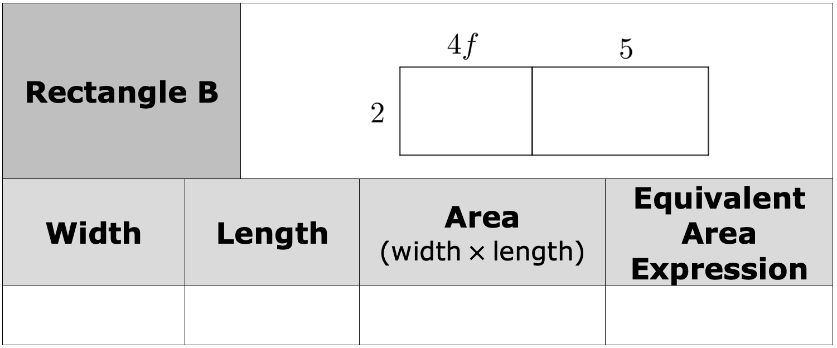 4f 5
Rectangle B
2
Width
Length
Area
(width × length)
Equivalent
Area
Expression